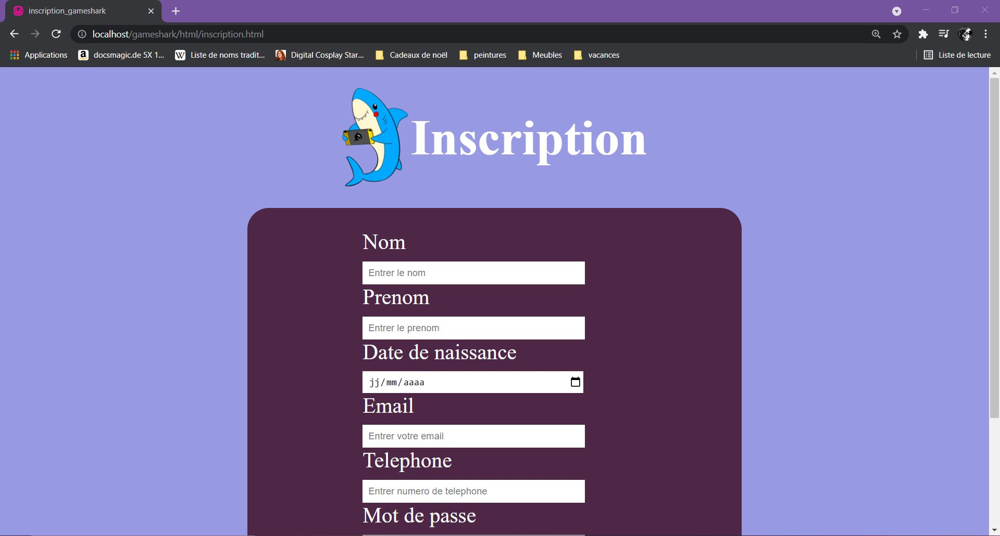 inscription_gameshark
localhost/gameshark/html/inscription.html
Applications docsmagic.de 5X 1... Liste de noms tradit... Digital Cosplay Star... Cadeaux de noël peintures Meubles vacances Liste de lecture
Inscription
Nom
Entrer le nom
Prenom
Entrer le prenom
Date de naissance
jj/mm/aaaa
Email
Entrer votre email
Telephone
Entrer numero de telephone
Mot de passe